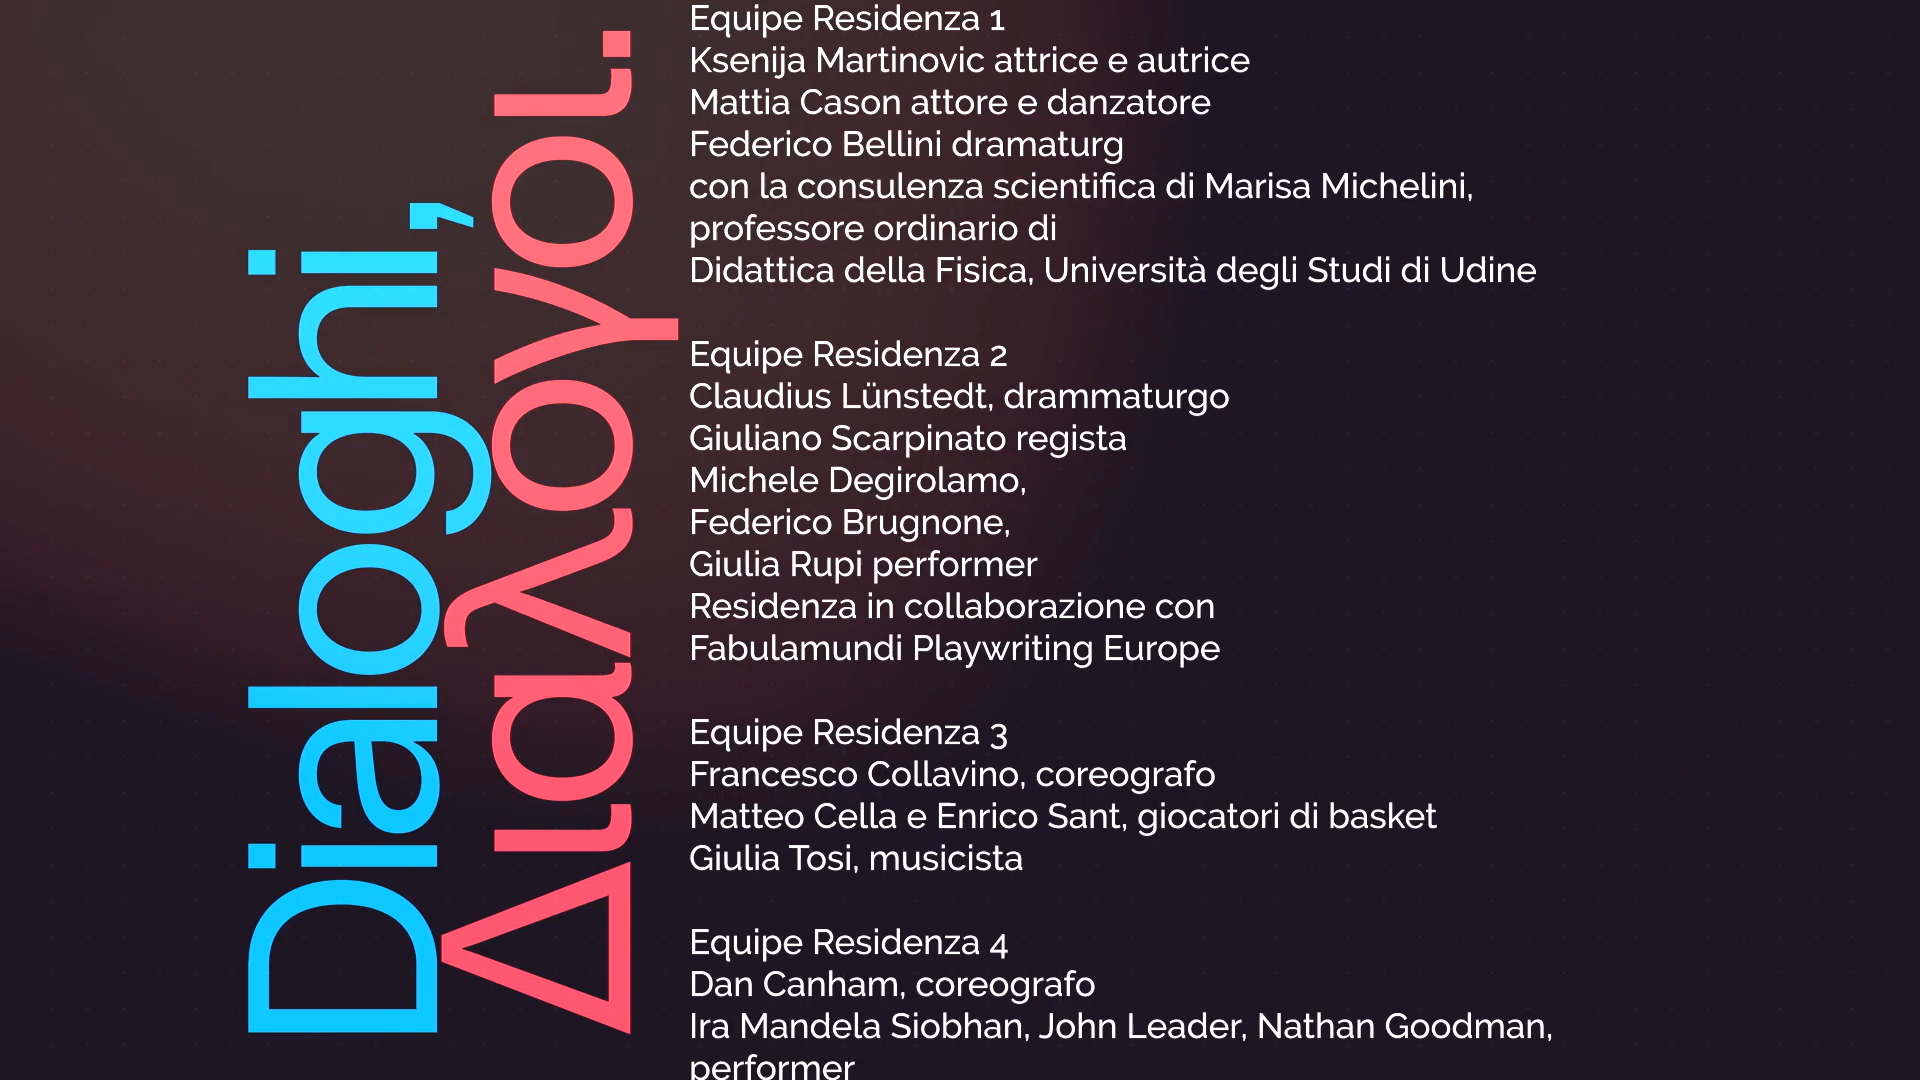 Dialoghi,
Διαλογοι.
Equipe Residenza 1
Ksenija Martinovic attrice e autrice
Mattia Cason attore e danzatore
Federico Bellini dramaturg
con la consulenza scientifica di Marisa Michelini,
professore ordinario di
Didattica della Fisica, Università degli Studi di Udine
Equipe Residenza 2
Claudius Lünstedt, drammaturgo
Giuliano Scarpinato regista
Michele Degirolamo,
Federico Brugnone,
Giulia Rupi performer
Residenza in collaborazione con
Fabulamundi Playwriting Europe
Equipe Residenza 3
Francesco Collavino, coreografo
Matteo Cella e Enrico Sant, giocatori di basket
Giulia Tosi, musicista
Equipe Residenza 4
Dan Canham, coreografo
Ira Mandela Siobhan, John Leader, Nathan Goodman,
performer